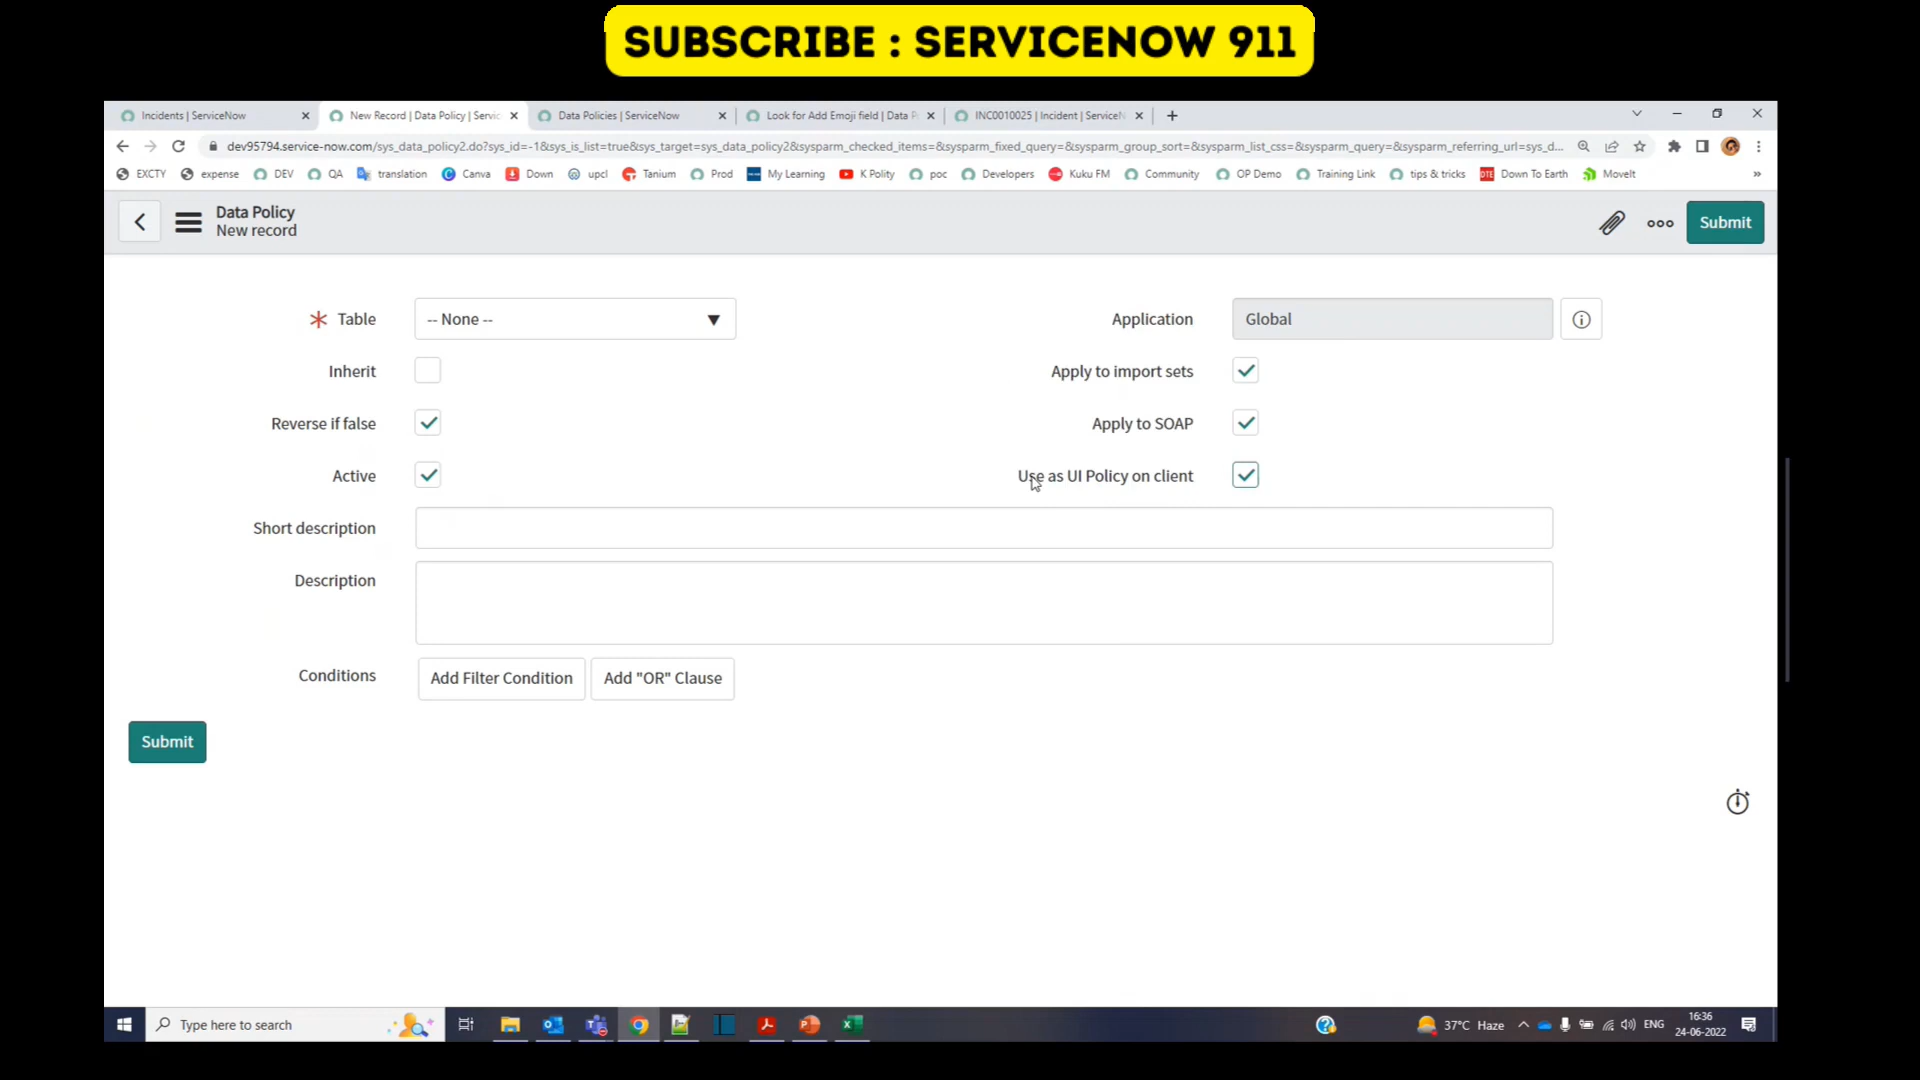 SUBSCRIBE : SERVICENOW 911
Incidents | ServiceNow
New Record | Data Policy | Servic
Data Policies | ServiceNow
Look for Add Emoji field | Data P
INC0010025 | Incident | ServiceN
dev95794.service-now.com/sys_data_policy2.do?sys_id=-1&sys_is_list=true&sys_target=sys_data_policy2&sysparm_checked_items=&sysparm_fixed_query=&sysparm_group_sort=&sysparm_list_css=&sysparm_query=&sysparm_referring_url=sys_d...
EXCTY expense DEV QA translation Canva Down upcl Tanium Prod My Learning K Polity poc Developers Kuku FM Community OP Demo Training Link tips & tricks DTE Down To Earth MoveIt »
Data Policy
New record
Submit
Table -- None -- Application Global
Inherit Apply to import sets
Reverse if false Apply to SOAP
Active Use as UI Policy on client
Short description
Description
Conditions Add Filter Condition Add "OR" Clause
Submit
Type here to search
37°C Haze ENG
16:36
24-06-2022